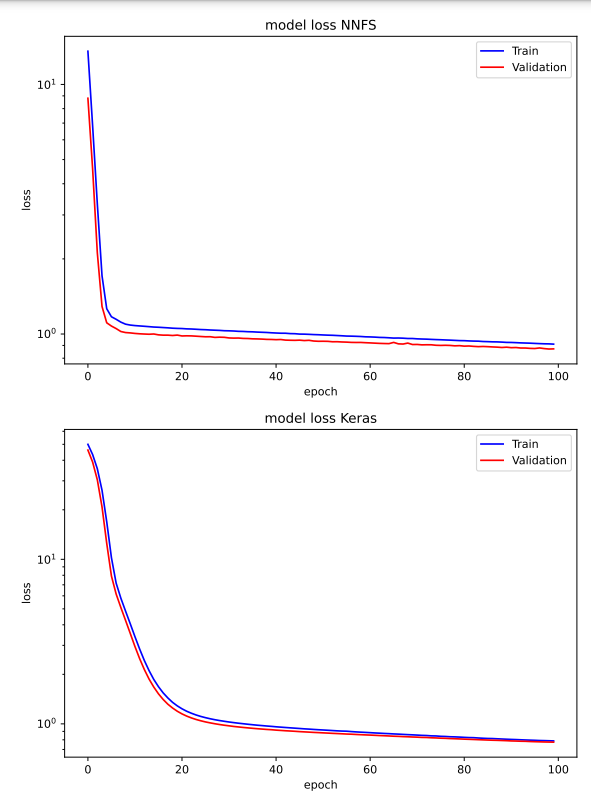 model loss NNFS
Train
Validation
10¹
10⁰
loss
0 20 40 60 80 100
epoch
model loss Keras
Train
Validation
10¹
10⁰
loss
0 20 40 60 80 100
epoch